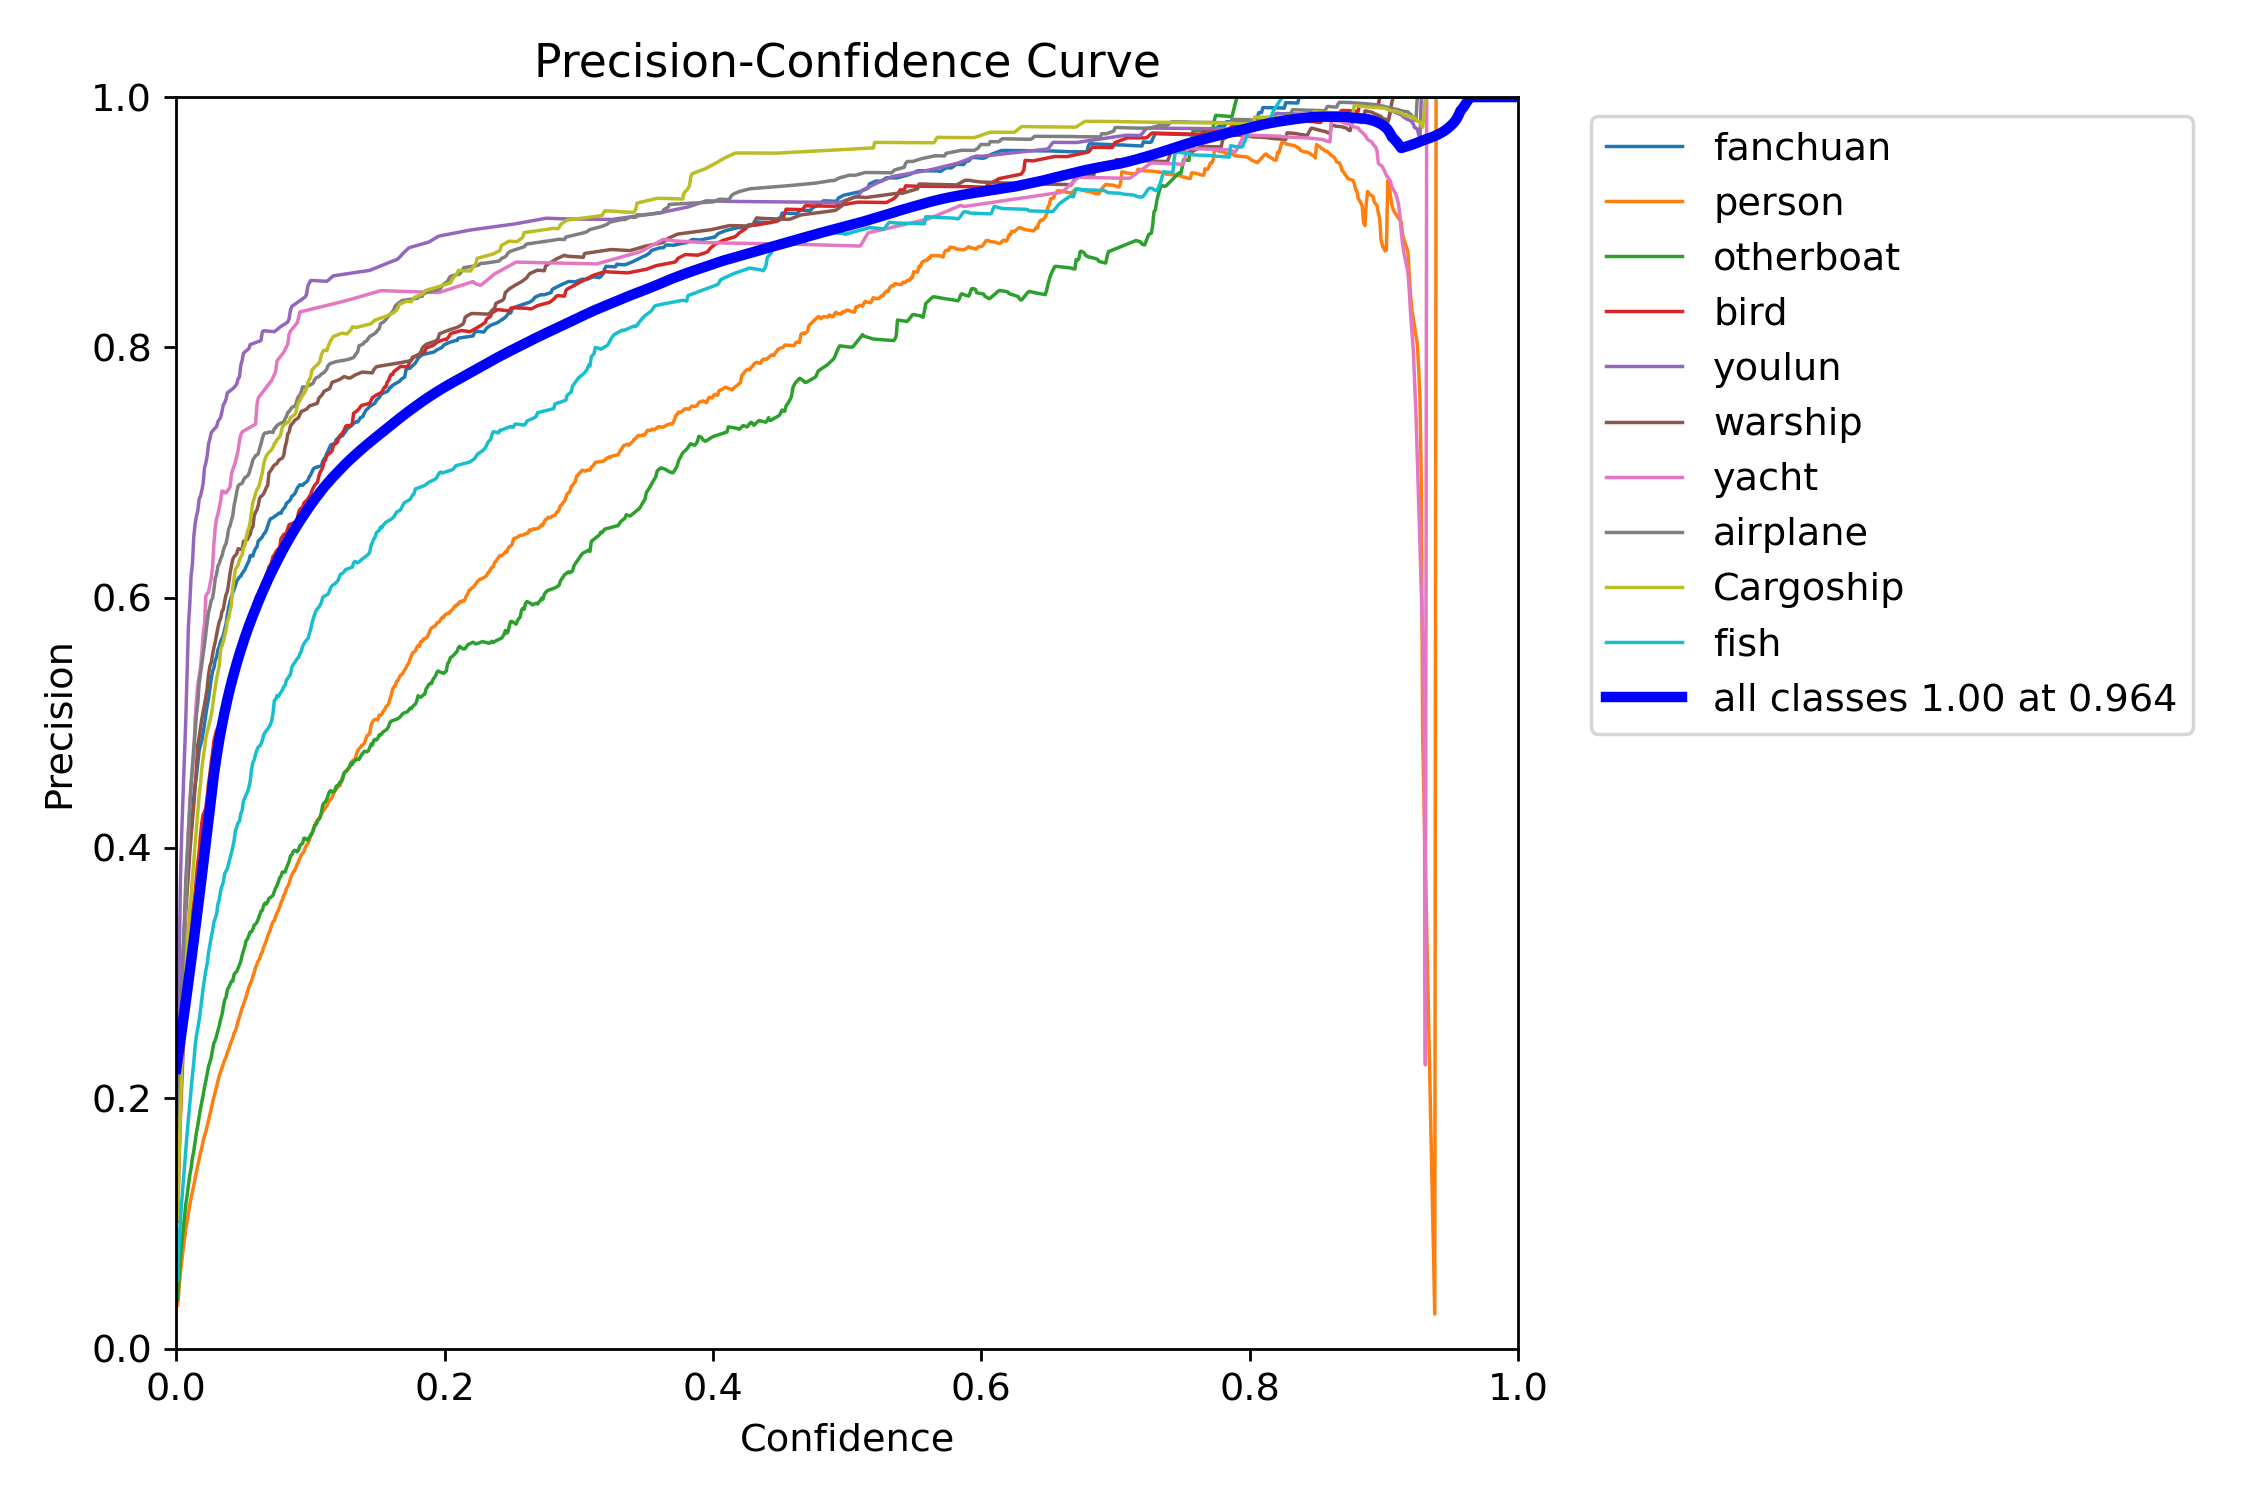 Precision-Confidence Curve
1.0
0.8
0.6
0.4
0.2
0.0
Precision
0.0 0.2 0.4 0.6 0.8 1.0
Confidence
fanchuan
person
otherboat
bird
youlun
warship
yacht
airplane
Cargoship
fish
all classes 1.00 at 0.964